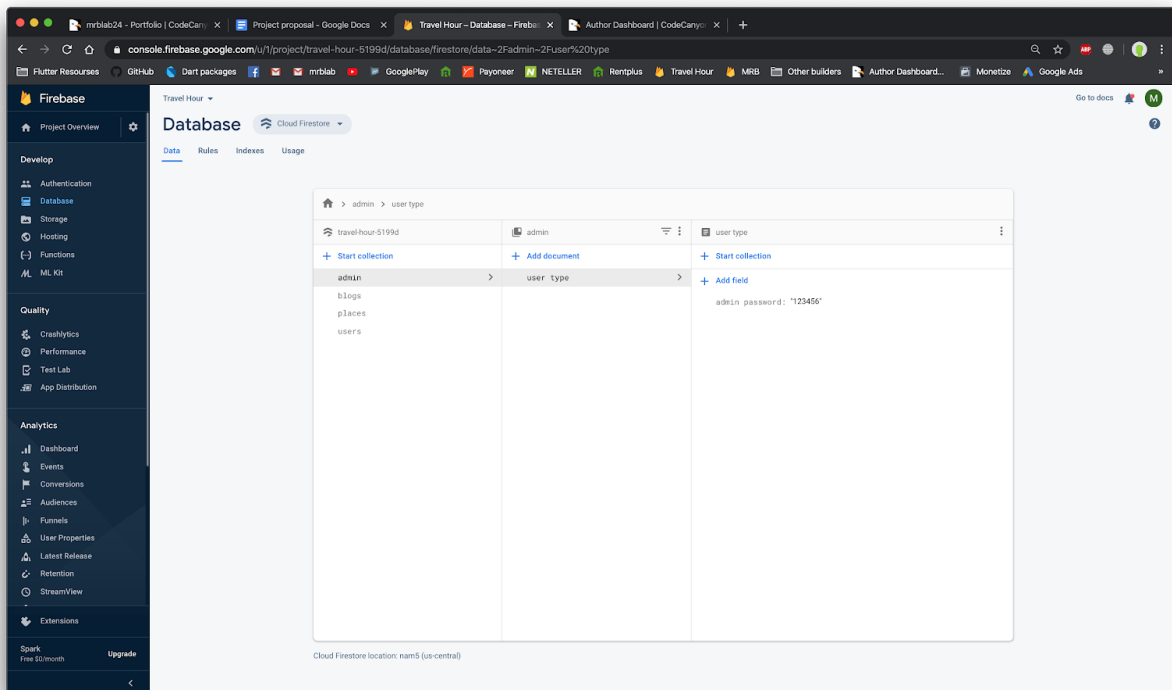 mrblab24 - Portfolio | CodeCany
Project proposal - Google Docs
Travel Hour – Database – Firebas
Author Dashboard | CodeCanyo
console.firebase.google.com/u/1/project/travel-hour-5199d/database/firestore/data~2Fadmin~2Fuser%20type
ABP
Flutter Resourses GitHub Dart packages mrblab GooglePlay Payoneer NETELLER Rentplus Travel Hour MRB Other builders Author Dashboard... Monetize Google Ads »
Firebase
Project Overview
Develop
Authentication
Database
Storage
Hosting
Functions
ML Kit
Quality
Crashlytics
Performance
Test Lab
App Distribution
Analytics
Dashboard
Events
Conversions
Audiences
Funnels
User Properties
Latest Release
Retention
StreamView
Extensions
Spark
Free $0/month
Upgrade
Travel Hour
Go to docs
M
Database
Cloud Firestore
Data Rules Indexes Usage
admin > user type
travel-hour-5199d
admin
user type
+ Start collection
+ Add document
+ Start collection
admin
user type
+ Add field
blogs
admin password: "123456"
places
users
Cloud Firestore location: nam5 (us-central)